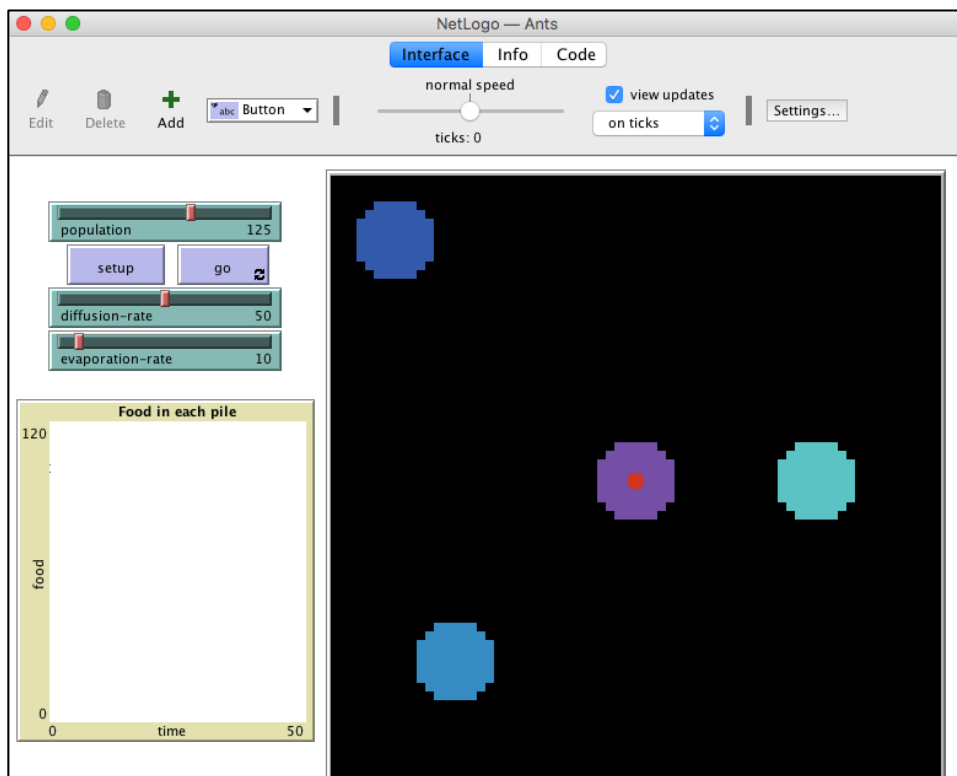 NetLogo — Ants
Interface Info Code
Edit
Delete
Add
abc Button
normal speed
ticks: 0
view updates
on ticks
Settings...
population 125
setup
go
diffusion-rate 50
evaporation-rate 10
Food in each pile
120
food
0
0 time 50